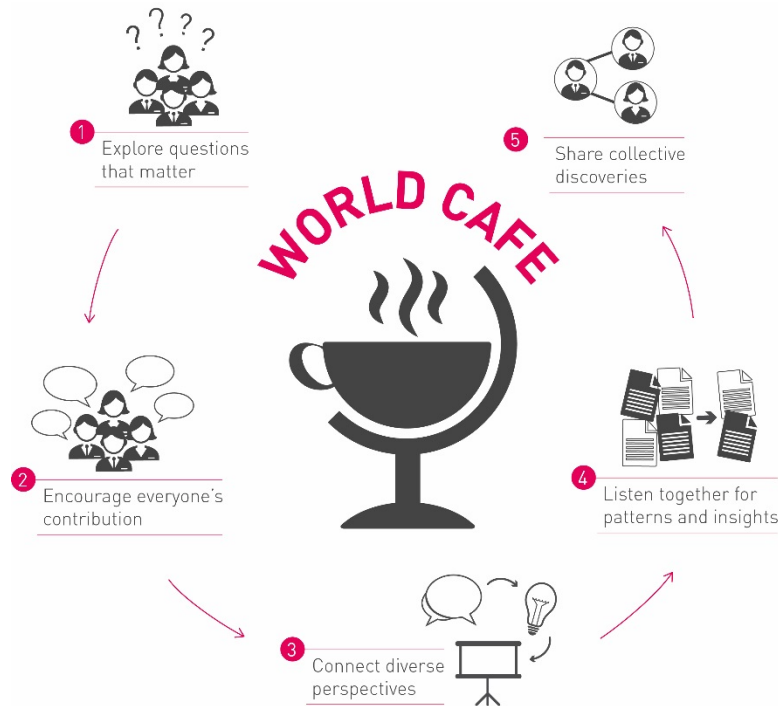 ? ? ? ?
1
Explore questions
that matter
WORLD CAFE
2
Encourage everyone's
contribution
3
Connect diverse
perspectives
4
Listen together for
patterns and insights
5
Share collective
discoveries